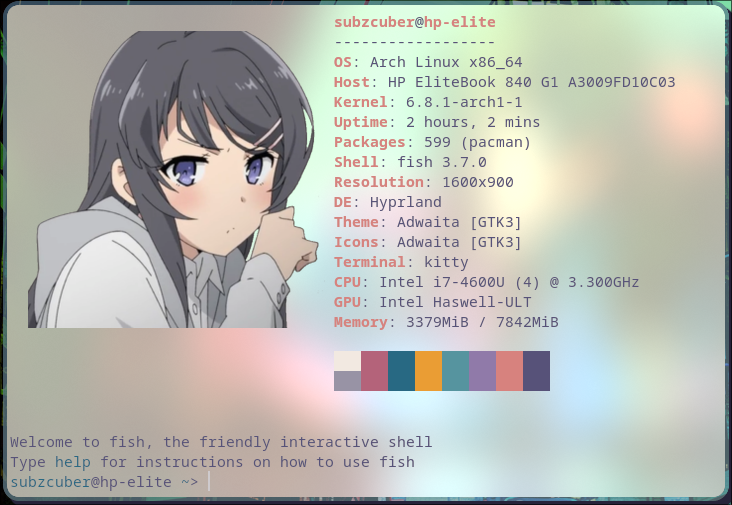 subzcuber@hp-elite
------------------
OS: Arch Linux x86_64
Host: HP EliteBook 840 G1 A3009FD10C03
Kernel: 6.8.1-arch1-1
Uptime: 2 hours, 2 mins
Packages: 599 (pacman)
Shell: fish 3.7.0
Resolution: 1600x900
DE: Hyprland
Theme: Adwaita [GTK3]
Icons: Adwaita [GTK3]
Terminal: kitty
CPU: Intel i7-4600U (4) @ 3.300GHz
GPU: Intel Haswell-ULT
Memory: 3379MiB / 7842MiB
Welcome to fish, the friendly interactive shell
Type help for instructions on how to use fish
subzcuber@hp-elite ~>